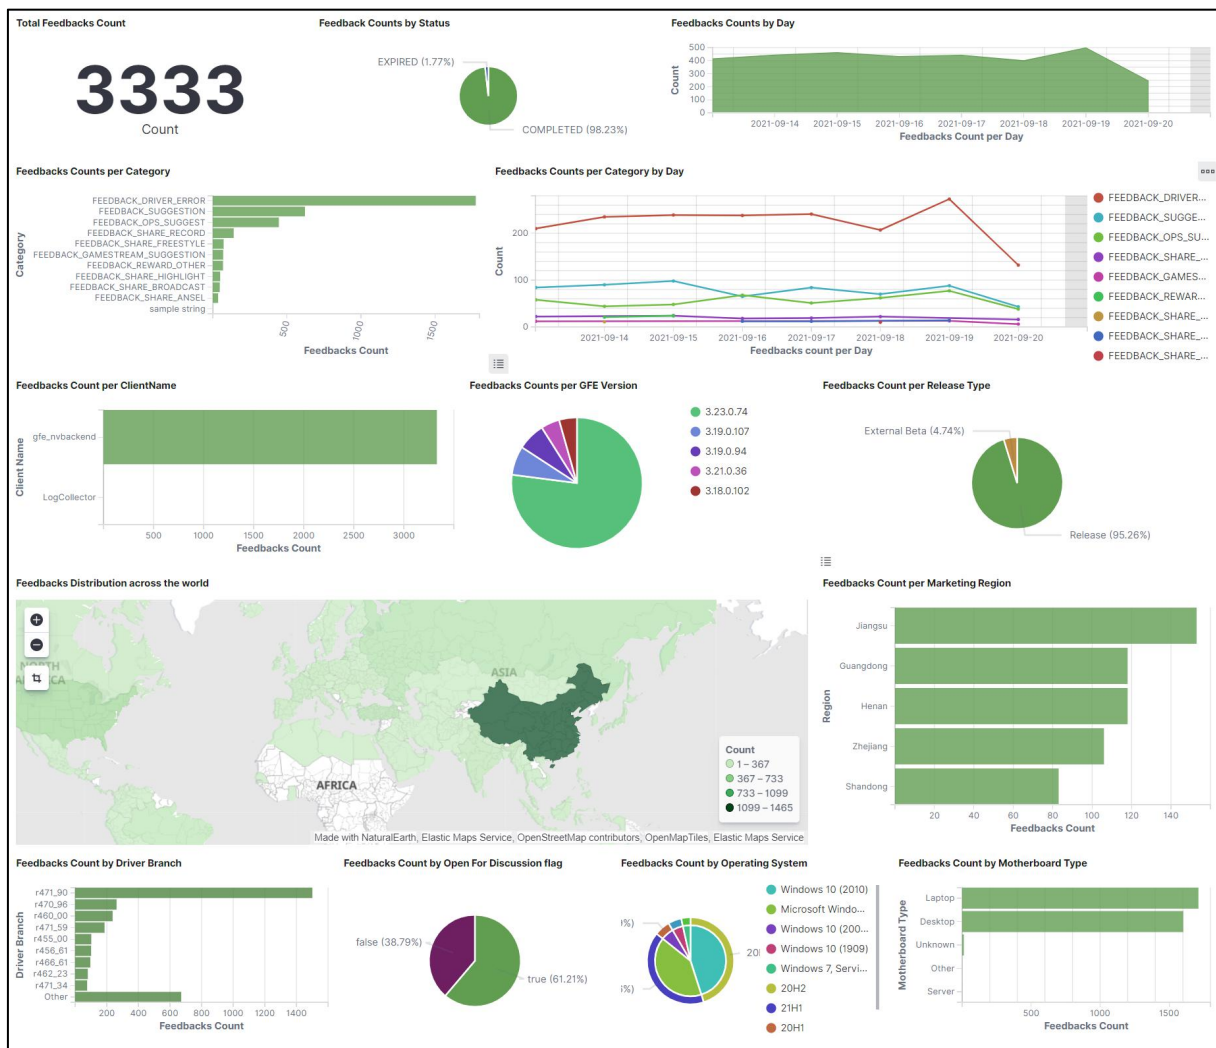 Total Feedbacks Count
3333
Count
Feedback Counts by Status
EXPIRED (1.77%)
COMPLETED (98.23%)
Feedbacks Counts by Day
Count
500
400
300
200
100
0
2021-09-14
2021-09-15
2021-09-16
2021-09-17
2021-09-18
2021-09-19
2021-09-20
Feedbacks Count per Day
Feedbacks Counts per Category
Category
FEEDBACK_DRIVER_ERROR
FEEDBACK_SUGGESTION
FEEDBACK_OPS_SUGGEST
FEEDBACK_SHARE_RECORD
FEEDBACK_SHARE_FREESTYLE
FEEDBACK_GAMESTREAM_SUGGESTION
FEEDBACK_REWARD_OTHER
FEEDBACK_SHARE_HIGHLIGHT
FEEDBACK_SHARE_BROADCAST
FEEDBACK_SHARE_ANSEL
sample string
500
1000
1500
Feedbacks Count
Feedbacks Counts per Category by Day
Count
200
100
0
2021-09-14
2021-09-15
2021-09-16
2021-09-17
2021-09-18
2021-09-19
2021-09-20
Feedbacks count per Day
FEEDBACK_DRIVER...
FEEDBACK_SUGGE...
FEEDBACK_OPS_SU...
FEEDBACK_SHARE_...
FEEDBACK_GAMES...
FEEDBACK_REWAR...
FEEDBACK_SHARE_...
FEEDBACK_SHARE_...
FEEDBACK_SHARE_...
Feedbacks Count per ClientName
Client Name
gfe_nvbackend
LogCollector
500
1000
1500
2000
2500
3000
Feedbacks Count
Feedbacks Counts per GFE Version
3.23.0.74
3.19.0.107
3.19.0.94
3.21.0.36
3.18.0.102
Feedbacks Count per Release Type
External Beta (4.74%)
Release (95.26%)
Feedbacks Distribution across the world
NORTH AMERICA
ASIA
AFRICA
Count
1 – 367
367 – 733
733 – 1099
1099 – 1465
Made with NaturalEarth, Elastic Maps Service, OpenStreetMap contributors, OpenMapTiles, Elastic Maps Service
Feedbacks Count per Marketing Region
Region
Jiangsu
Guangdong
Henan
Zhejiang
Shandong
20
40
60
80
100
120
140
Feedbacks Count
Feedbacks Count by Driver Branch
Driver Branch
r471_90
r470_96
r460_00
r471_59
r455_00
r456_61
r466_61
r462_23
r471_34
Other
200
400
600
800
1000
1200
1400
Feedbacks Count
Feedbacks Count by Open For Discussion flag
false (38.79%)
true (61.21%)
Feedbacks Count by Operating System
Windows 10 (2010)
Microsoft Windo...
Windows 10 (200...
Windows 10 (1909)
Windows 7, Servi...
20H2
21H1
20H1
Feedbacks Count by Motherboard Type
Motherboard Type
Laptop
Desktop
Unknown
Other
Server
500
1000
1500
Feedbacks Count